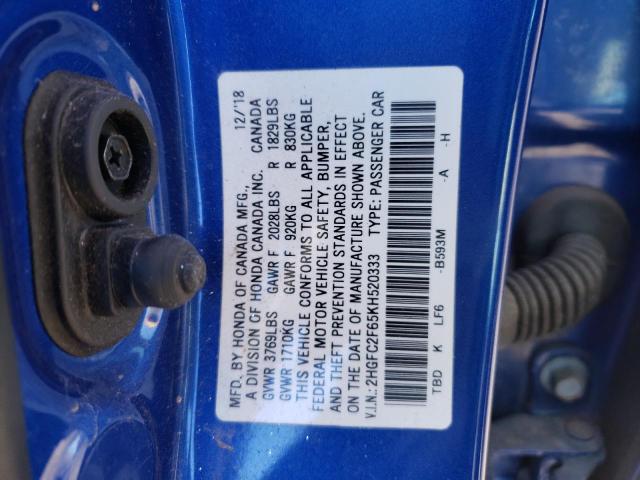 MFD. BY HONDA OF CANADA MFG., 12/'18
A DIVISION OF HONDA CANADA INC. CANADA
GVWR 3769LBS GAWR F 2028LBS R 1829LBS
GVWR 1710KG GAWR F 920KG R 830KG
THIS VEHICLE CONFORMS TO ALL APPLICABLE
FEDERAL MOTOR VEHICLE SAFETY, BUMPER,
AND THEFT PREVENTION STANDARDS IN EFFECT
ON THE DATE OF MANUFACTURE SHOWN ABOVE.
V.I.N.: 2HGFC2F65KH520333 TYPE: PASSENGER CAR
TBD K LF6 -B593M -A -H